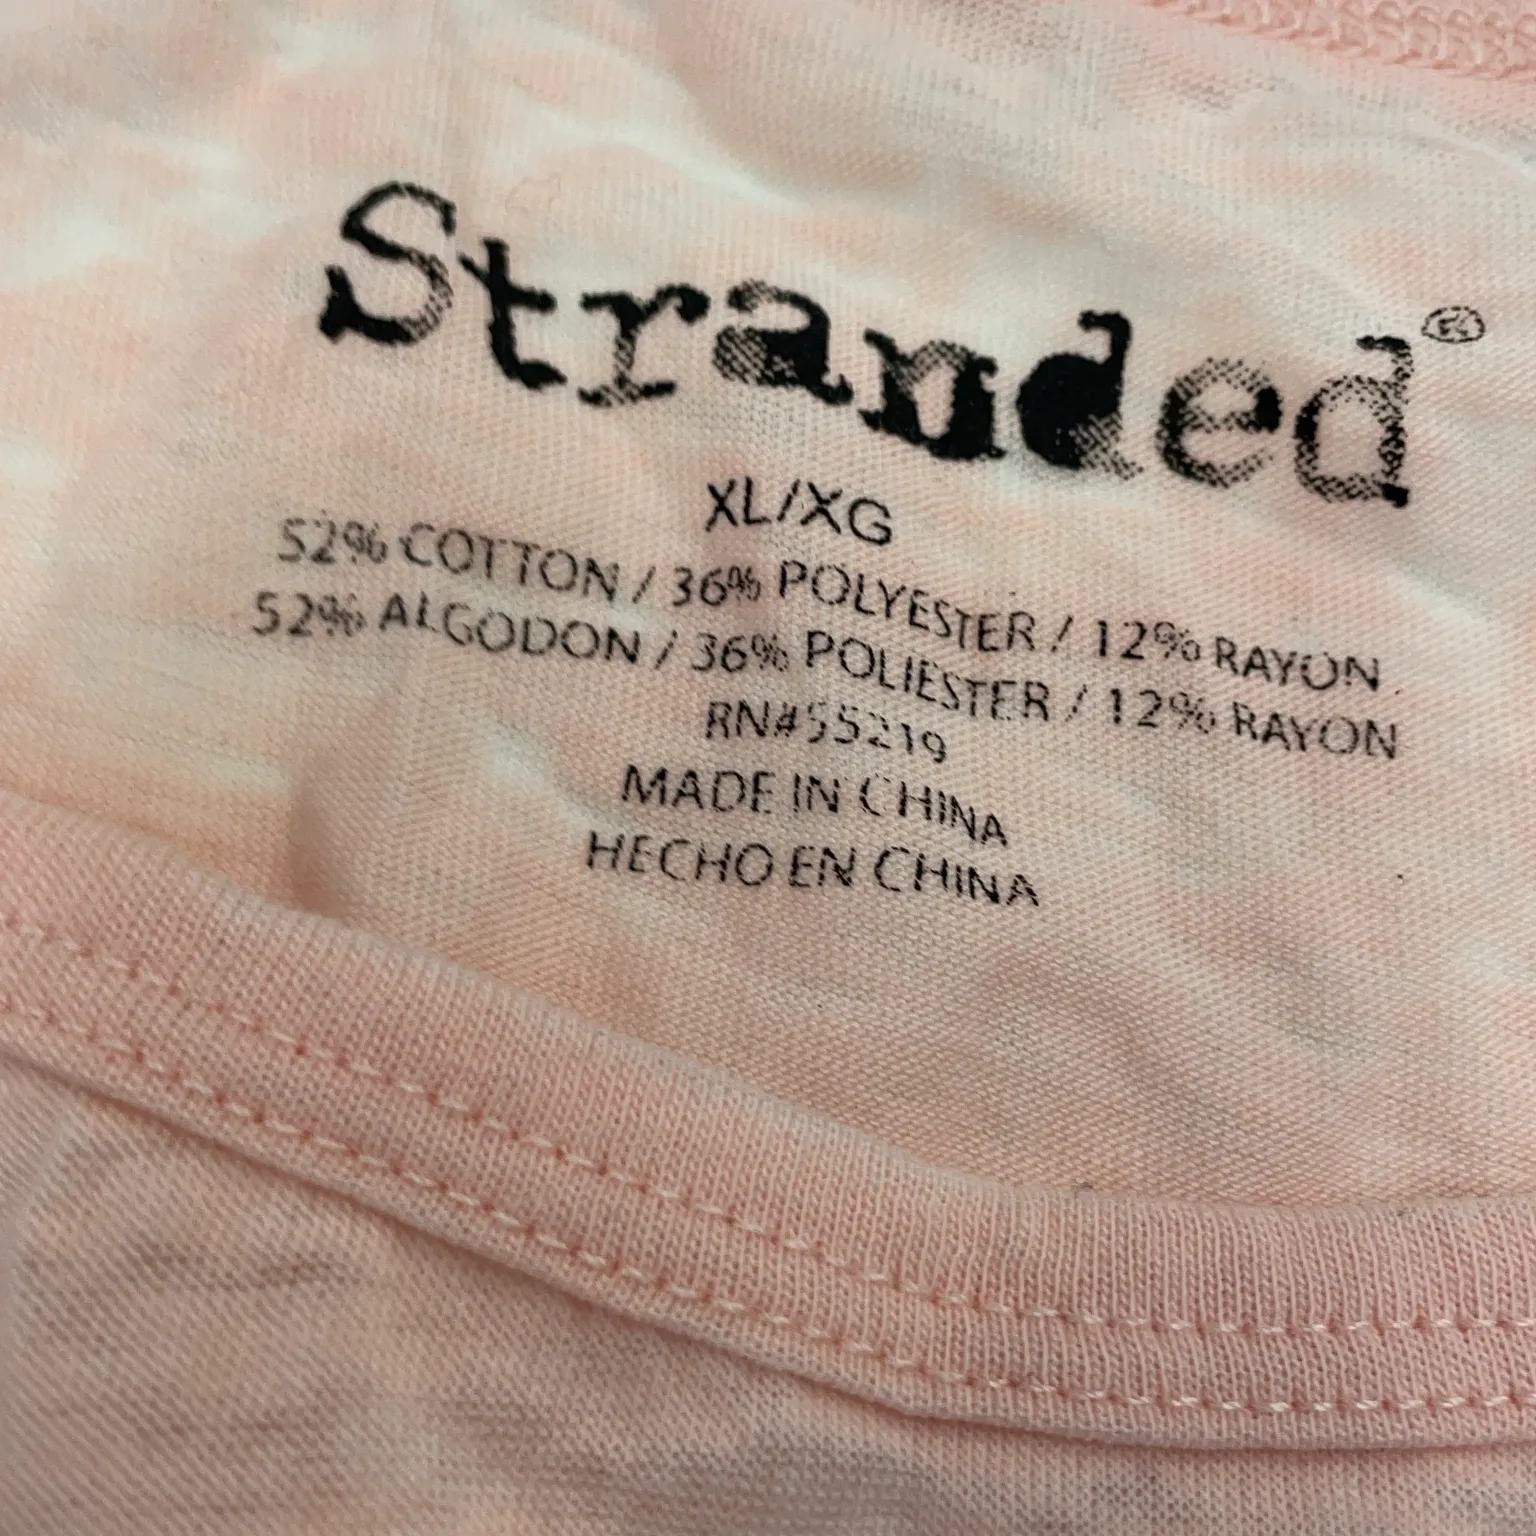 Stranded®
XL/XG
52% COTTON / 36% POLYESTER / 12% RAYON
52% ALGODON / 36% POLIESTER / 12% RAYON
RN#55219
MADE IN CHINA
HECHO EN CHINA